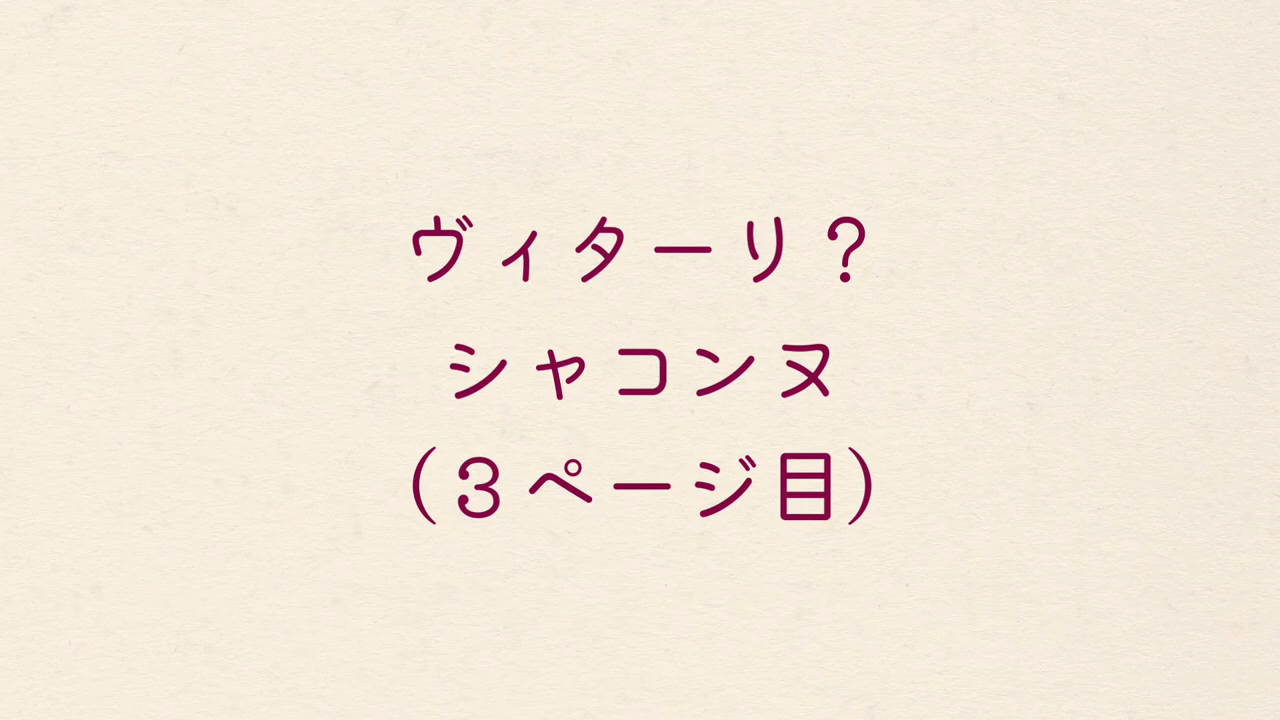 ヴィターリ？
シャコンヌ
（３ページ目）